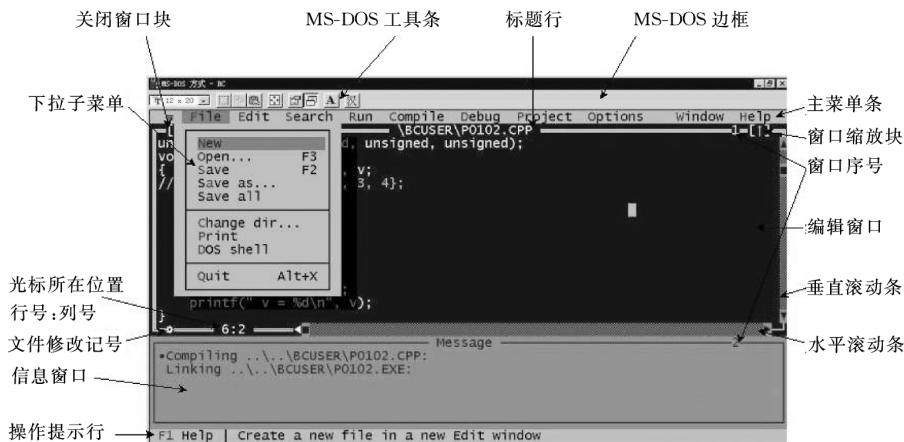 关闭窗口块 MS-DOS 工具条 标题行 MS-DOS 边框
MS-DOS 方式 - BC
12 x 20
A 汉
下拉子菜单
File Edit Search Run Compile Debug Project Options Window Help
主菜单条
\BCUSER\P0102.CPP 1
窗口缩放块
窗口序号
编辑窗口
d, unsigned, unsigned);
vo
{ v;
// 3, 4};
New
Open... F3
Save F2
Save as...
Save all
Change dir...
Print
DOS shell
Quit Alt+X
;
printf(" v = %d\n", v);
}
光标所在位置
行号:列号
垂直滚动条
6:2
文件修改记号
水平滚动条
Message 2
信息窗口
•Compiling ..\..\BCUSER\P0102.CPP:
Linking ..\..\BCUSER\P0102.EXE:
操作提示行
F1 Help | Create a new file in a new Edit window